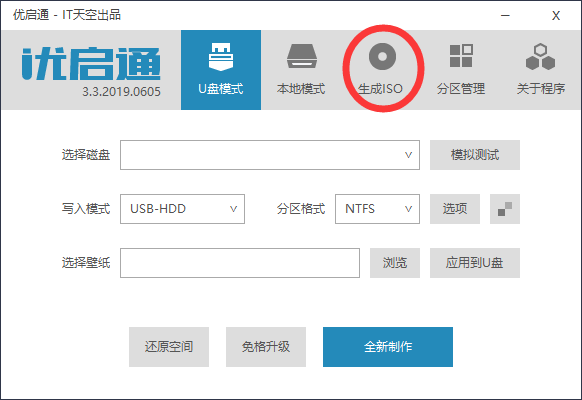 优启通 - IT天空出品
优启通
3.3.2019.0605
U盘模式
本地模式
生成ISO
分区管理
关于程序
选择磁盘
模拟测试
写入模式 USB-HDD 分区格式 NTFS 选项
选择壁纸 浏览 应用到U盘
还原空间 免格升级 全新制作